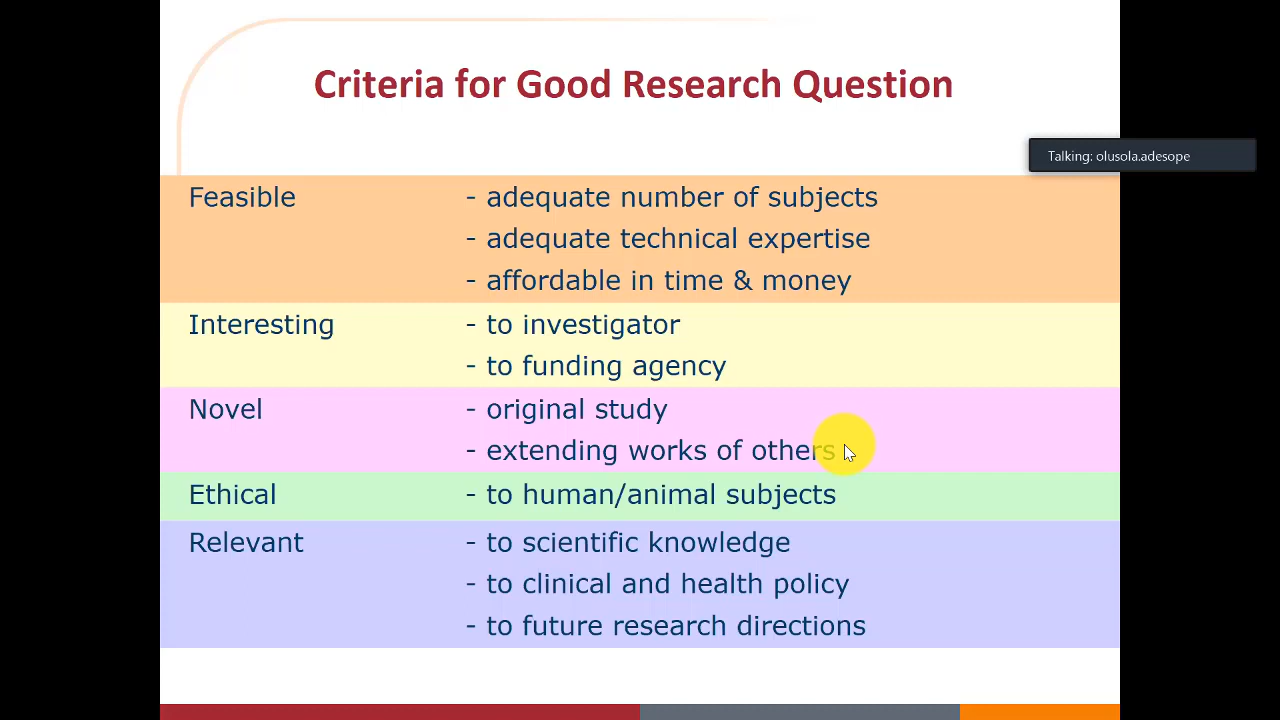 Criteria for Good Research Question
Talking: olusola.adesope
Feasible - adequate number of subjects
- adequate technical expertise
- affordable in time & money
Interesting - to investigator
- to funding agency
Novel - original study
- extending works of others
Ethical - to human/animal subjects
Relevant - to scientific knowledge
- to clinical and health policy
- to future research directions